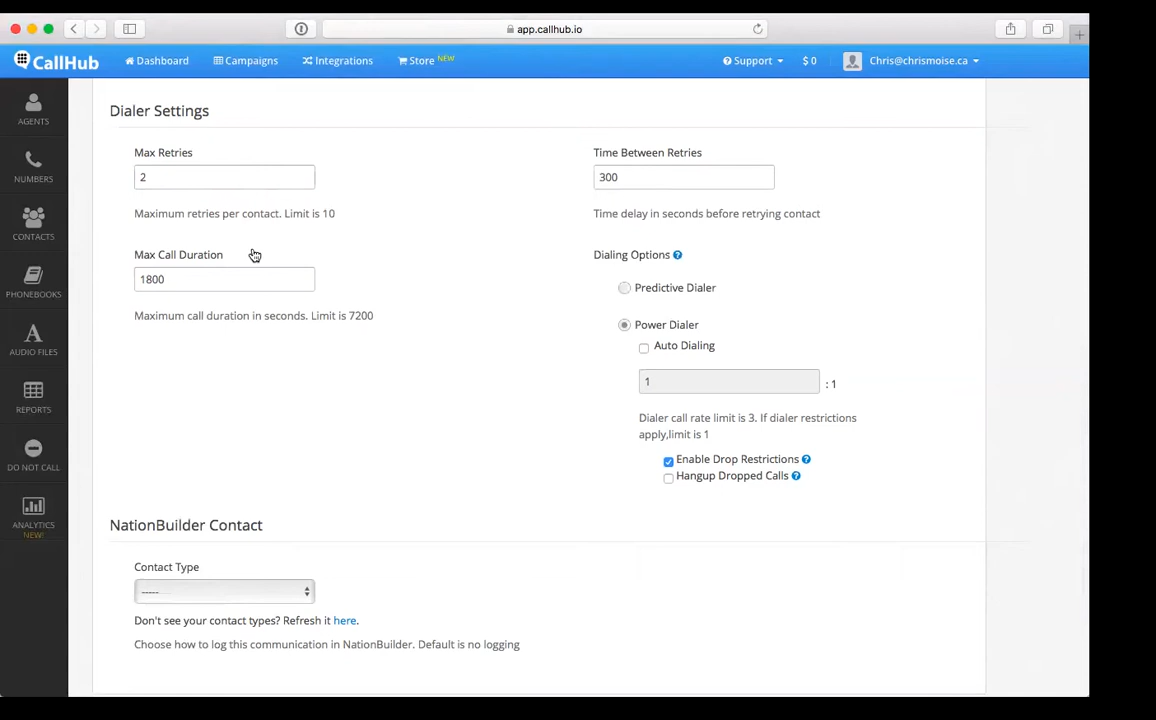 app.callhub.io
CallHub
Dashboard
Campaigns
Integrations
Store NEW
Support
$ 0
Chris@chrismoise.ca
AGENTS
NUMBERS
CONTACTS
PHONEBOOKS
AUDIO FILES
REPORTS
DO NOT CALL
ANALYTICS
NEW!
Dialer Settings
Max Retries
2
Maximum retries per contact. Limit is 10
Time Between Retries
300
Time delay in seconds before retrying contact
Max Call Duration
1800
Maximum call duration in seconds. Limit is 7200
Dialing Options
Predictive Dialer
Power Dialer
Auto Dialing
1
: 1
Dialer call rate limit is 3. If dialer restrictions
apply,limit is 1
Enable Drop Restrictions
Hangup Dropped Calls
NationBuilder Contact
Contact Type
-----
Don't see your contact types? Refresh it here.
Choose how to log this communication in NationBuilder. Default is no logging